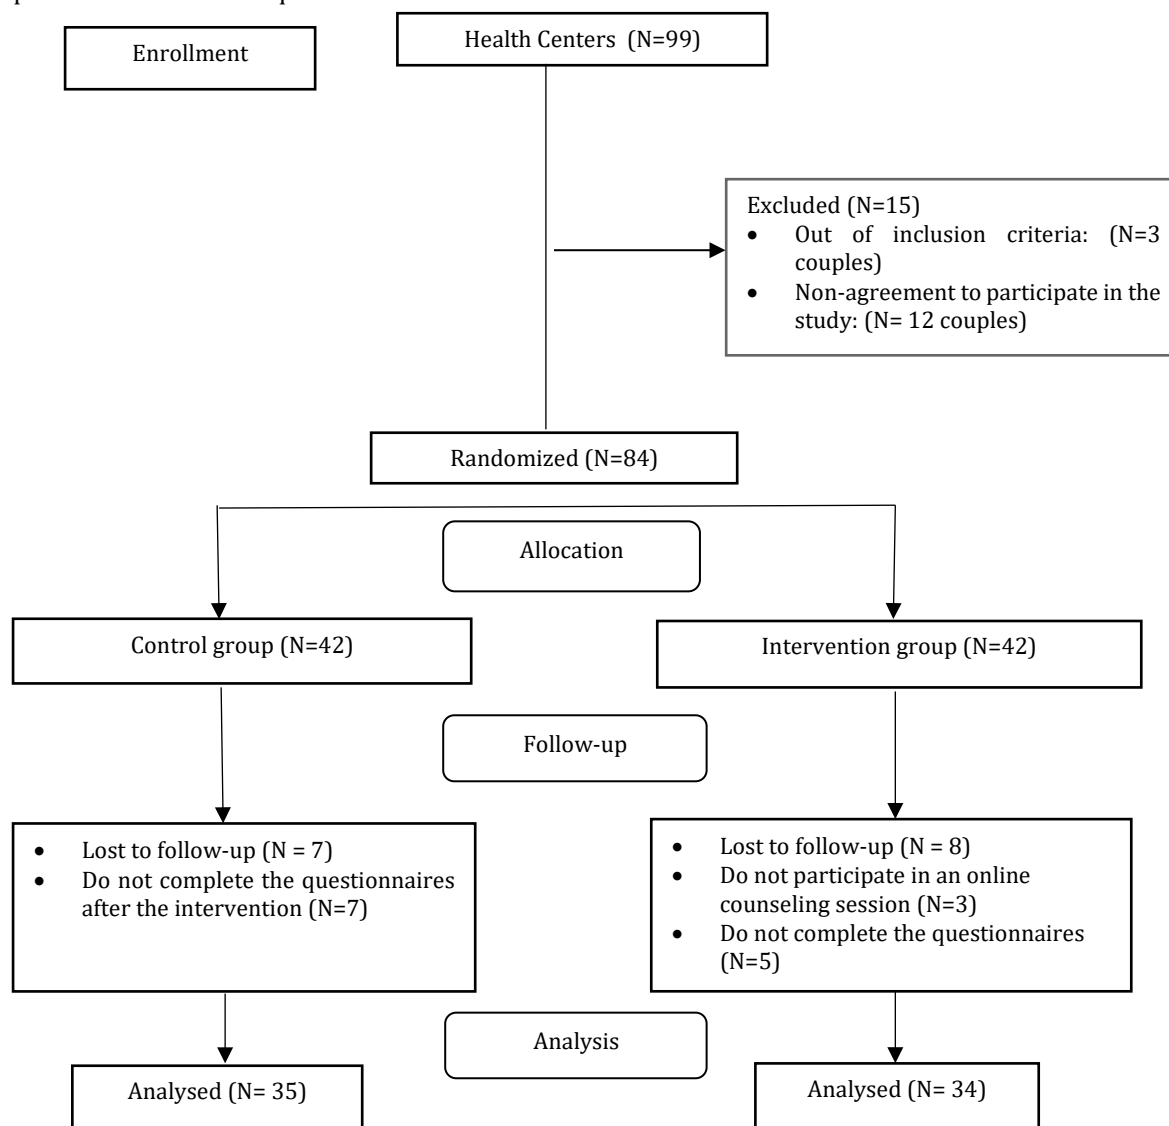 Enrollment
Health Centers (N=99)
Excluded (N=15)
• Out of inclusion criteria: (N=3
couples)
• Non-agreement to participate in the
study: (N= 12 couples)
Randomized (N=84)
Allocation
Control group (N=42)
Intervention group (N=42)
Follow-up
• Lost to follow-up (N = 7)
• Do not complete the questionnaires
after the intervention (N=7)
• Lost to follow-up (N = 8)
• Do not participate in an online
counseling session (N=3)
• Do not complete the questionnaires
(N=5)
Analysis
Analysed (N= 35)
Analysed (N= 34)